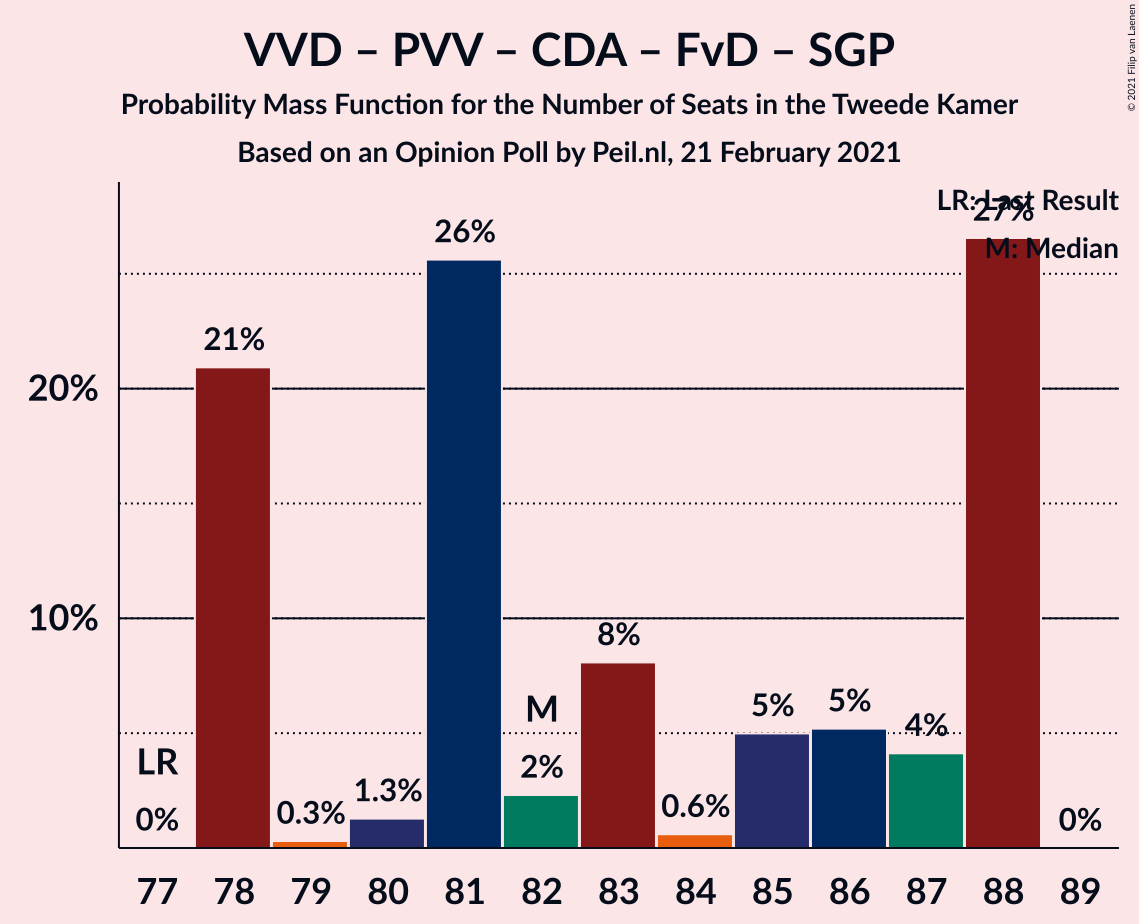 VVD – PVV – CDA – FvD – SGP
Probability Mass Function for the Number of Seats in the Tweede Kamer
Based on an Opinion Poll by Peil.nl, 21 February 2021
© 2021 Filip van Laenen
LR: Last Result
M: Median
20%
10%
LR
M
0%
21%
0.3%
1.3%
26%
2%
8%
0.6%
5%
5%
4%
27%
0%
77 78 79 80 81 82 83 84 85 86 87 88 89